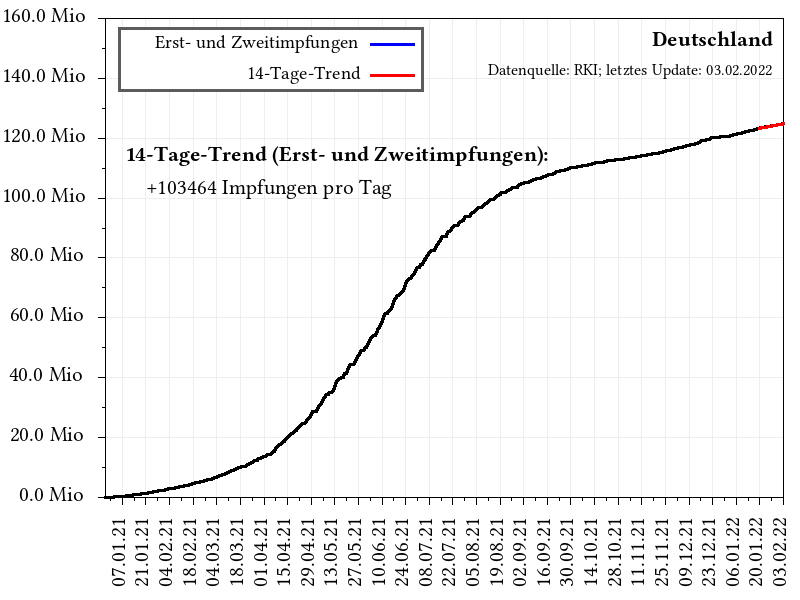 160.0 Mio
140.0 Mio
120.0 Mio
100.0 Mio
80.0 Mio
60.0 Mio
40.0 Mio
20.0 Mio
0.0 Mio
Erst- und Zweitimpfungen
14-Tage-Trend
Deutschland
Datenquelle: RKI; letztes Update: 03.02.2022
14-Tage-Trend (Erst- und Zweitimpfungen):
+103464 Impfungen pro Tag
07.01.21
21.01.21
04.02.21
18.02.21
04.03.21
18.03.21
01.04.21
15.04.21
29.04.21
13.05.21
27.05.21
10.06.21
24.06.21
08.07.21
22.07.21
05.08.21
19.08.21
02.09.21
16.09.21
30.09.21
14.10.21
28.10.21
11.11.21
25.11.21
09.12.21
23.12.21
06.01.22
20.01.22
03.02.22